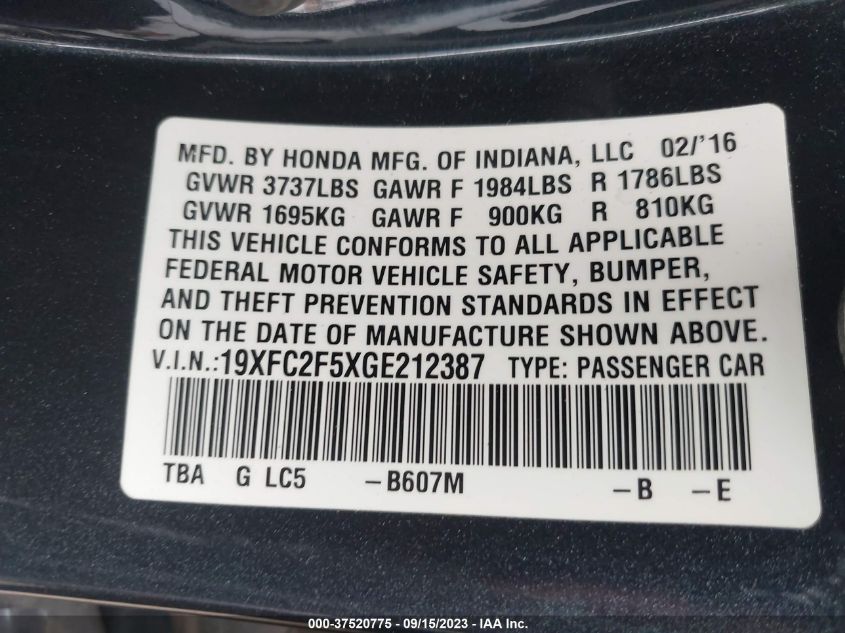 MFD. BY HONDA MFG. OF INDIANA, LLC 02/'16
GVWR 3737LBS GAWR F 1984LBS R 1786LBS
GVWR 1695KG GAWR F 900KG R 810KG
THIS VEHICLE CONFORMS TO ALL APPLICABLE
FEDERAL MOTOR VEHICLE SAFETY, BUMPER,
AND THEFT PREVENTION STANDARDS IN EFFECT
ON THE DATE OF MANUFACTURE SHOWN ABOVE.
V.I.N.:19XFC2F5XGE212387 TYPE: PASSENGER CAR
TBA G LC5 -B607M -B -E
000-37520775 - 09/15/2023 - IAA Inc.